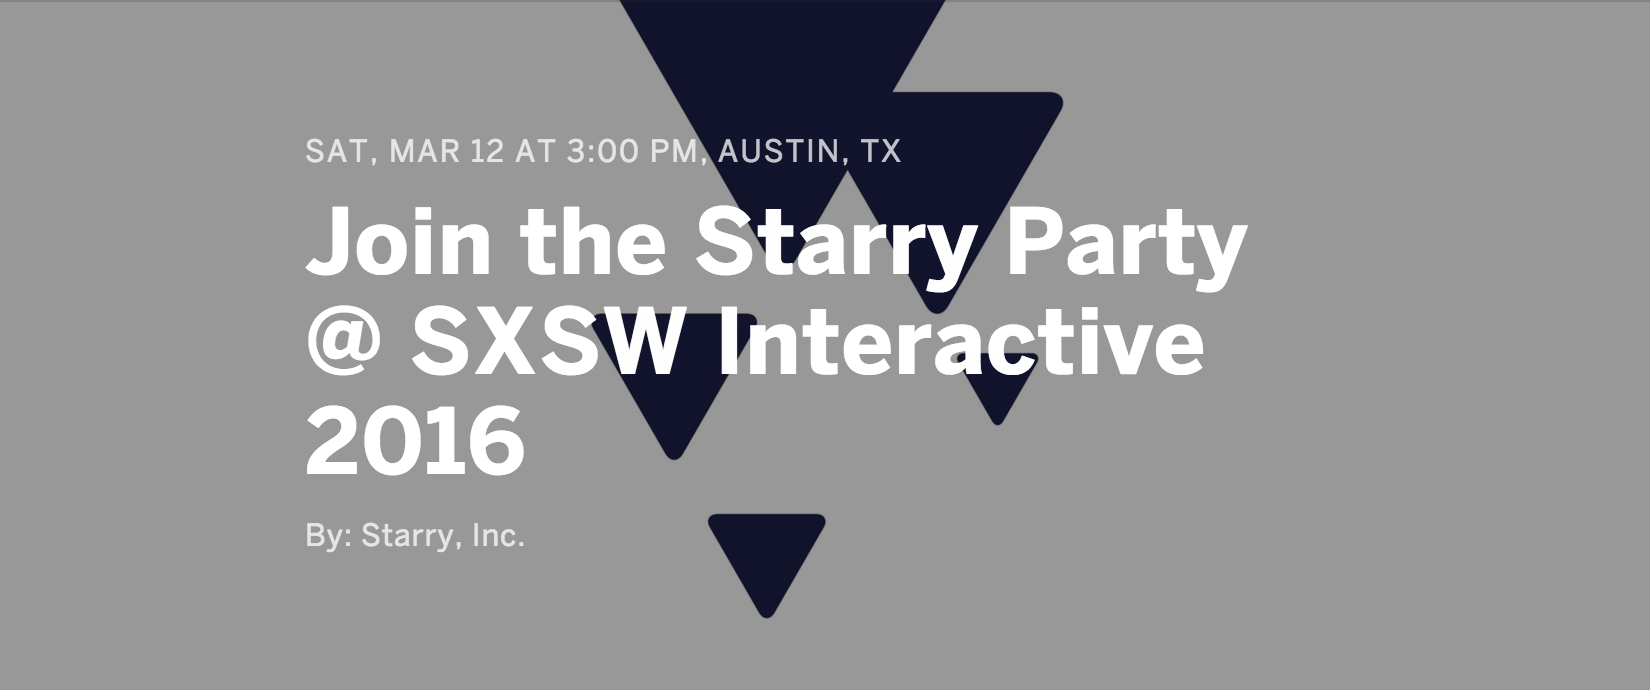 SAT, MAR 12 AT 3:00 PM, AUSTIN, TX
Join the Starry Party
@ SXSW Interactive
2016
By: Starry, Inc.